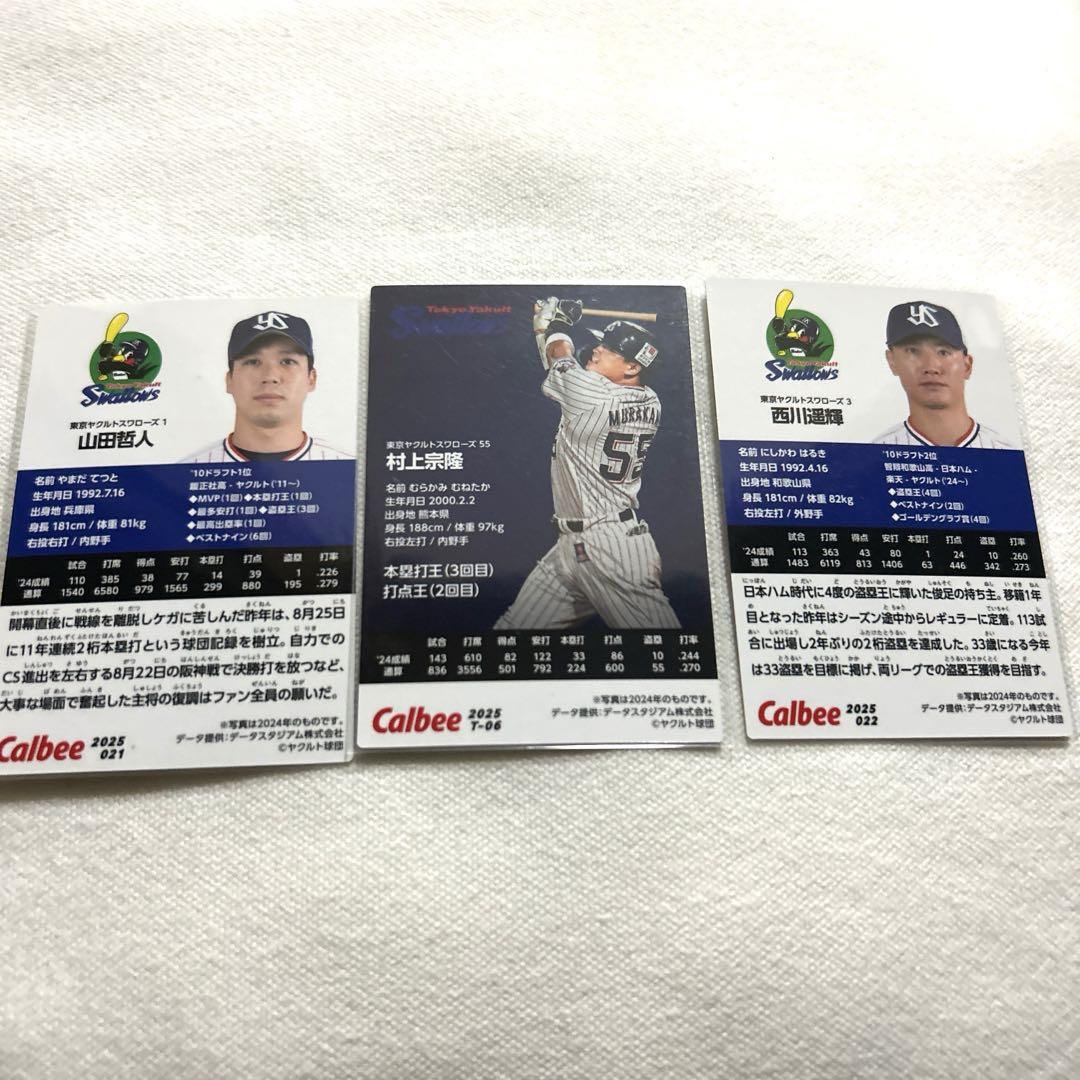 Tokyo Yakult
Swallows
東京ヤクルトスワローズ 1
山田哲人
名前 やまだ てつと
生年月日 1992.7.16
出身地 兵庫県
身長 181cm / 体重 81kg
右投右打 / 内野手
'10ドラフト1位
履正社高 - ヤクルト('11〜)
◆MVP(1回)◆本塁打王(1回)
◆最多安打(1回)◆盗塁王(3回)
◆最高出塁率(1回)
◆ベストナイン(6回)
試合 打席 得点 安打 本塁打 打点 盗塁 打率
'24成績 110 385 38 77 14 39 1 .226
通算 1540 6580 979 1565 299 880 195 .279
開幕直後に戦線を離脱しケガに苦しんだ昨年は、8月25日
に11年連続2桁本塁打という球団記録を樹立。自力での
CS進出を左右する8月22日の阪神戦で決勝打を放つなど、
大事な場面で奮起した主将の復調はファン全員の願いだ。
※写真は2024年のものです。
データ提供:データスタジアム株式会社
©ヤクルト球団
Calbee 2025
021
Tokyo Yakult
Swallows
MURAKAMI
55
東京ヤクルトスワローズ 55
村上宗隆
名前 むらかみ むねたか
生年月日 2000.2.2
出身地 熊本県
身長 188cm / 体重 97kg
右投左打 / 内野手
本塁打王(3回目)
打点王(2回目)
試合 打席 得点 安打 本塁打 打点 盗塁 打率
'24成績 143 610 82 122 33 86 10 .244
通算 836 3556 501 792 224 600 55 .270
Calbee 2025
T-06
※写真は2024年のものです。
データ提供:データスタジアム株式会社
©ヤクルト球団
Tokyo Yakult
Swallows
東京ヤクルトスワローズ 3
西川遥輝
名前 にしかわ はるき
生年月日 1992.4.16
出身地 和歌山県
身長 181cm / 体重 82kg
右投左打 / 外野手
'10ドラフト2位
智辯和歌山高 - 日本ハム -
楽天 - ヤクルト('24〜)
◆盗塁王(4回)
◆ベストナイン(2回)
◆ゴールデングラブ賞(4回)
試合 打席 得点 安打 本塁打 打点 盗塁 打率
'24成績 113 363 43 80 1 24 10 .260
通算 1483 6119 813 1406 63 446 342 .273
日本ハム時代に4度の盗塁王に輝いた俊足の持ち主。移籍1年
目となった昨年はシーズン途中からレギュラーに定着。113試
合に出場し2年ぶりの2桁盗塁を達成した。33歳になる今年
は33盗塁を目標に掲げ、両リーグでの盗塁王獲得を目指す。
※写真は2024年のものです。
データ提供:データスタジアム株式会社
©ヤクルト球団
Calbee 2025
022